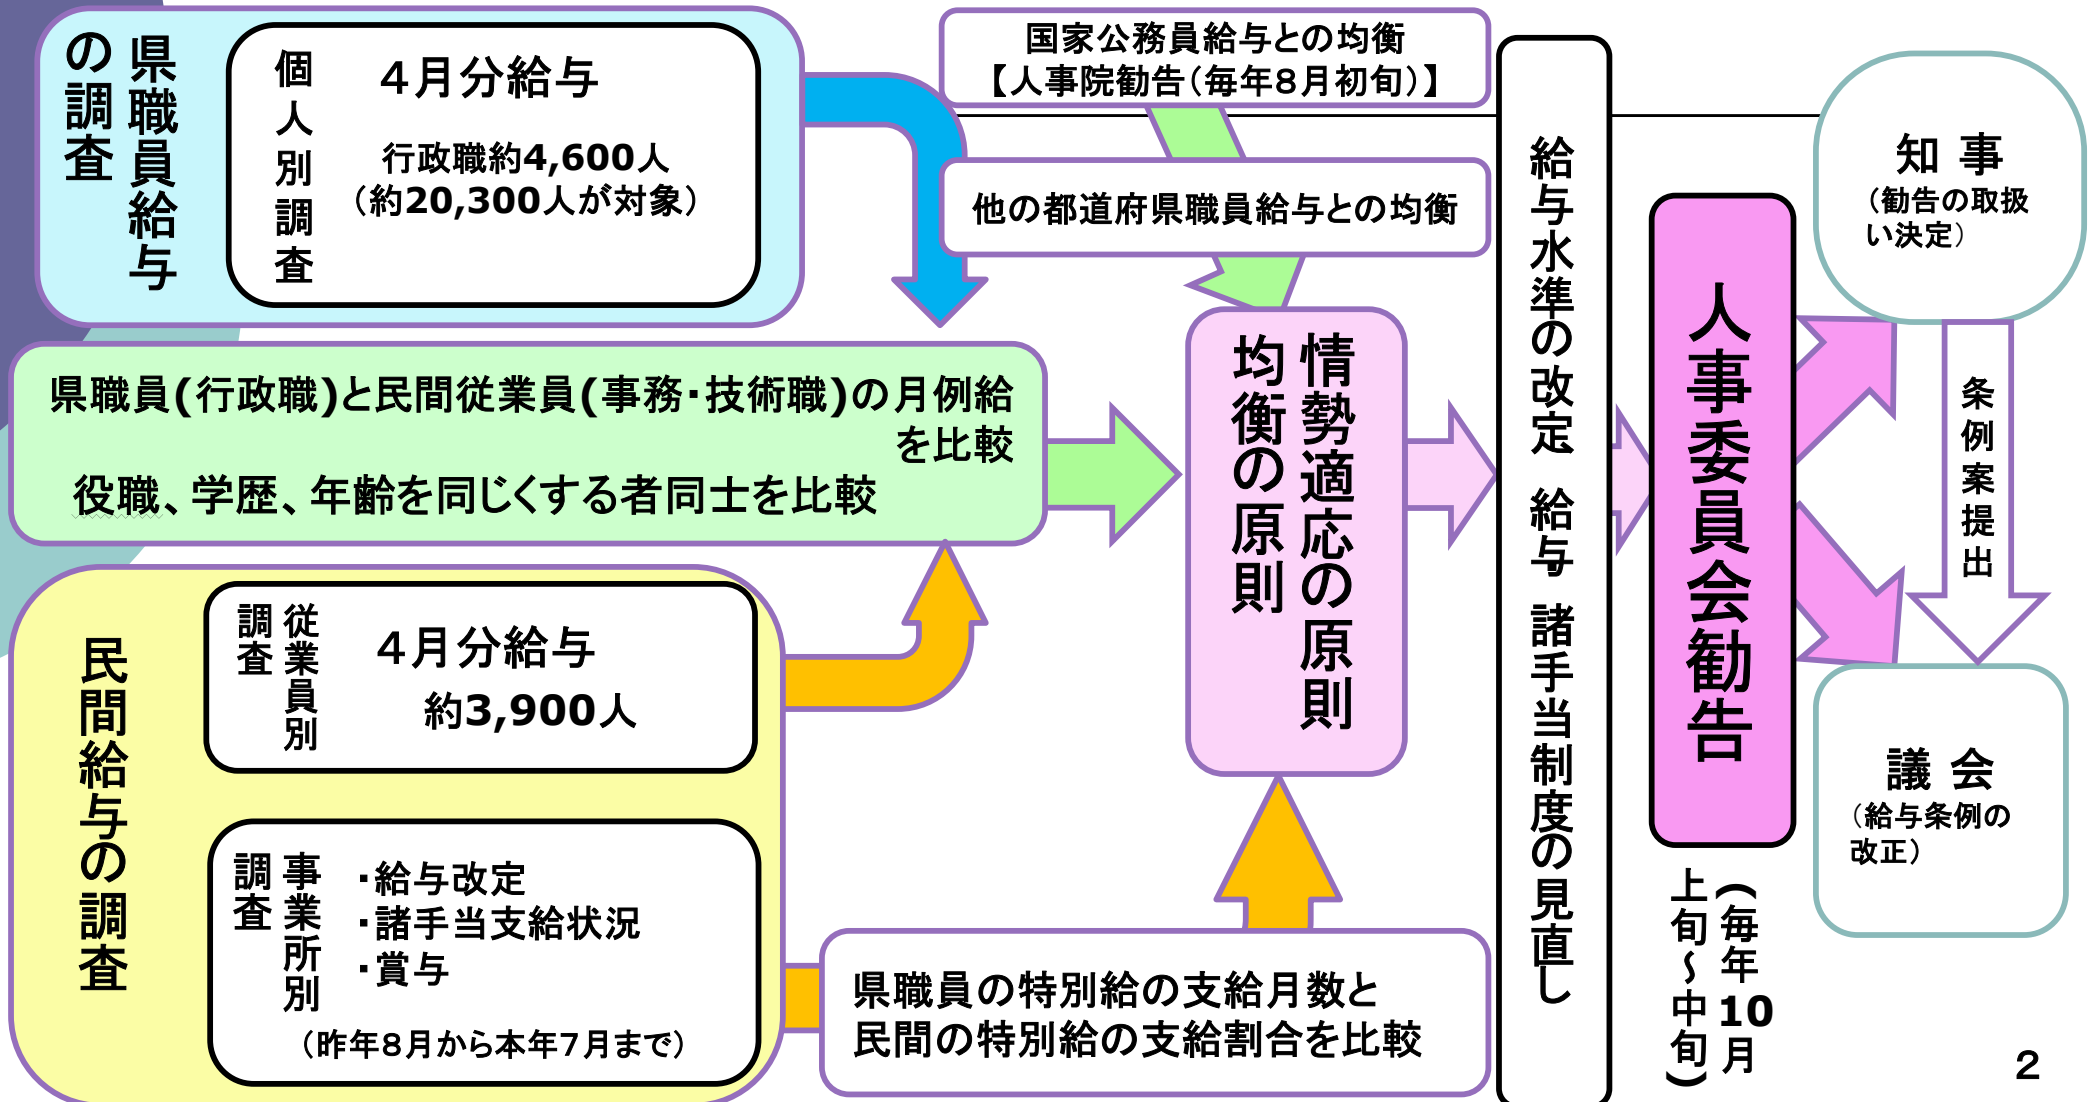 県職員給与
の調査
個人別調査
４月分給与
行政職約4,600人
（約20,300人が対象）
国家公務員給与との均衡
【人事院勧告（毎年８月初旬）】
他の都道府県職員給与との均衡
県職員(行政職)と民間従業員(事務・技術職)の月例給
を比較
役職、学歴、年齢を同じくする者同士を比較
民間給与の調査
従業員別
調査
４月分給与
約3,900人
事業所別
調査
・給与改定
・諸手当支給状況
・賞与
（昨年８月から本年７月まで）
県職員の特別給の支給月数と
民間の特別給の支給割合を比較
情勢適応の原則
均衡の原則
給与水準の改定 給与 諸手当制度の見直し
人事委員会勧告
(毎年10月
上旬～中旬)
知 事
（勧告の取扱
い決定）
条例案提出
議 会
（給与条例の
改正）
２